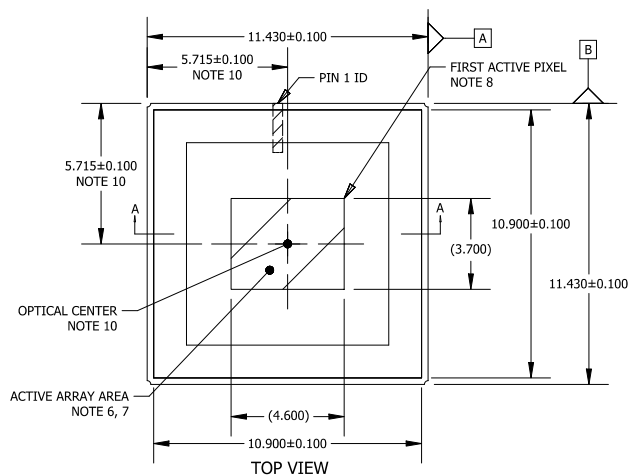 11.430±0.100
A
5.715±0.100
NOTE 10
PIN 1 ID
FIRST ACTIVE PIXEL
NOTE 8
B
5.715±0.100
NOTE 10
A
A
(3.700)
10.900±0.100
11.430±0.100
OPTICAL CENTER
NOTE 10
ACTIVE ARRAY AREA
NOTE 6, 7
(4.600)
10.900±0.100
TOP VIEW